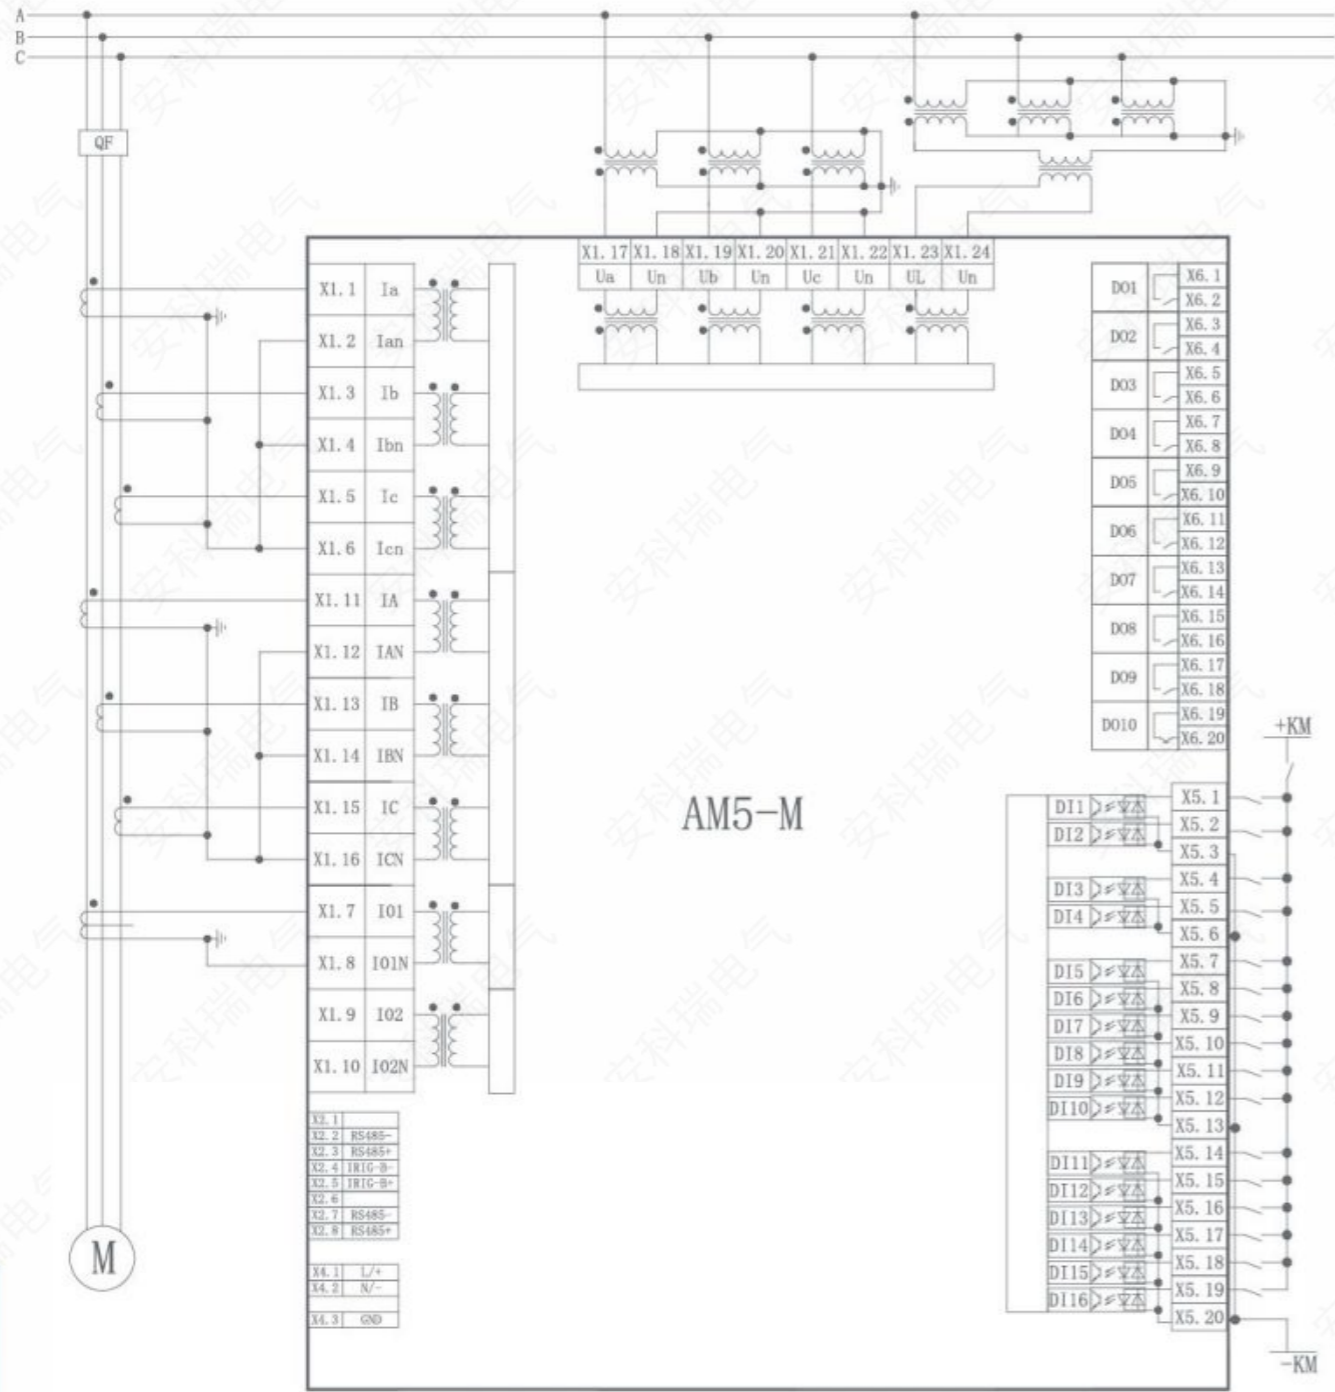 A
B
C
QF
X1.17 X1.18 X1.19 X1.20 X1.21 X1.22 X1.23 X1.24
Ua Un Ub Un Uc Un UL Un
X1.1 Ia
X1.2 Ian
X1.3 Ib
X1.4 Ibn
X1.5 Ic
X1.6 Icn
X1.11 IA
X1.12 IAN
X1.13 IB
X1.14 IBN
X1.15 IC
X1.16 ICN
X1.7 I01
X1.8 I01N
X1.9 I02
X1.10 I02N
X2.1
X2.2 RS485-
X2.3 RS485+
X2.4 IRIG-B-
X2.5 IRIG-B+
X2.6
X2.7 RS485-
X2.8 RS485+
X4.1 L/+
X4.2 N/-
X4.3 GND
M
AM5-M
DO1 X6.1
X6.2
DO2 X6.3
X6.4
DO3 X6.5
X6.6
DO4 X6.7
X6.8
DO5 X6.9
X6.10
DO6 X6.11
X6.12
DO7 X6.13
X6.14
DO8 X6.15
X6.16
DO9 X6.17
X6.18
DO10 X6.19
X6.20
+KM
DI1 X5.1
DI2 X5.2
X5.3
DI3 X5.4
DI4 X5.5
X5.6
DI5 X5.7
DI6 X5.8
DI7 X5.9
DI8 X5.10
DI9 X5.11
DI10 X5.12
X5.13
DI11 X5.14
DI12 X5.15
DI13 X5.16
DI14 X5.17
DI15 X5.18
DI16 X5.19
X5.20
-KM
安科瑞电气